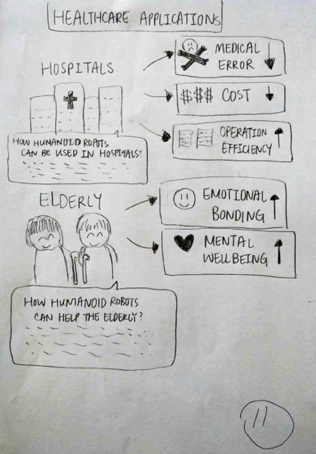 HEALTHCARE APPLICATIONS
HOSPITALS
MEDICAL
ERROR
$$$ COST
OPERATION
EFFICIENCY
HOW HUMANOID ROBOTS
CAN BE USED IN HOSPITALS?
ELDERLY
EMOTIONAL
BONDING
MENTAL
WELLBEING
HOW HUMANOID ROBOTS
CAN HELP THE ELDERLY?
11